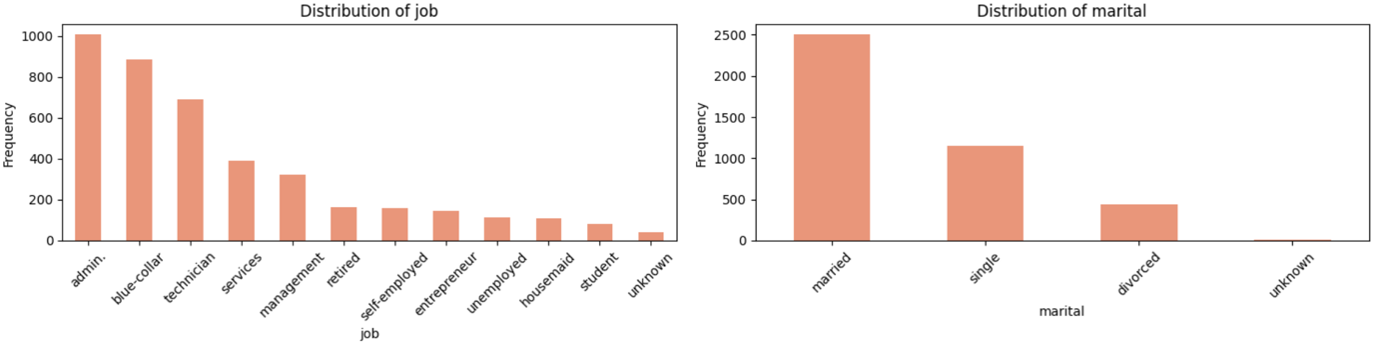 Distribution of job
Frequency
1000
800
600
400
200
0
admin.
blue-collar
technician
services
management
retired
self-employed
entrepreneur
unemployed
housemaid
student
unknown
job
Distribution of marital
Frequency
2500
2000
1500
1000
500
0
married
single
divorced
unknown
marital